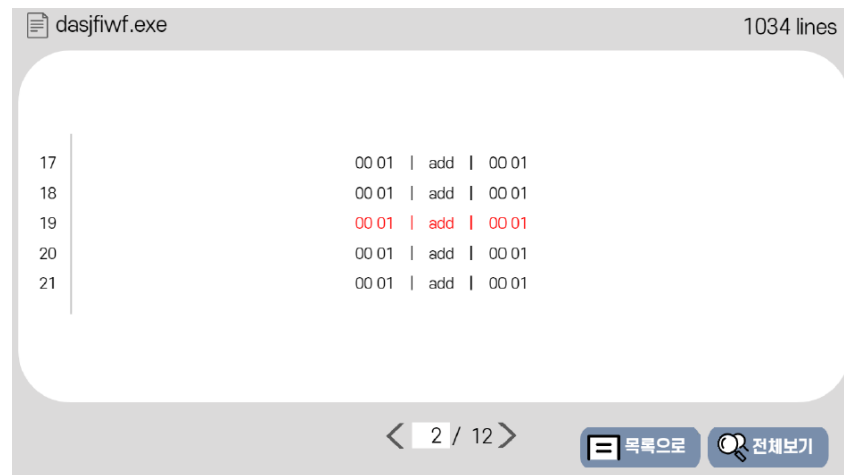 dasjfiwf.exe 1034 lines
17 00 01 | add | 00 01
18 00 01 | add | 00 01
19 00 01 | add | 00 01
20 00 01 | add | 00 01
21 00 01 | add | 00 01
2 / 12
목록으로 전체보기